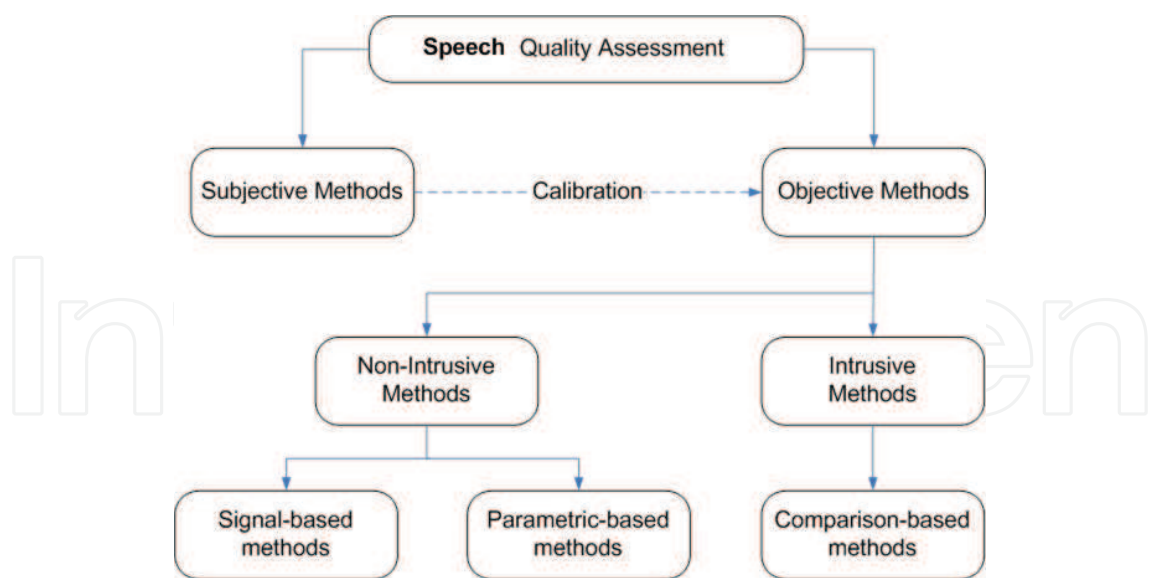 Speech Quality Assessment
Subjective Methods
Calibration
Objective Methods
Non-Intrusive
Methods
Intrusive
Methods
Signal-based
methods
Parametric-based
methods
Comparison-based
methods